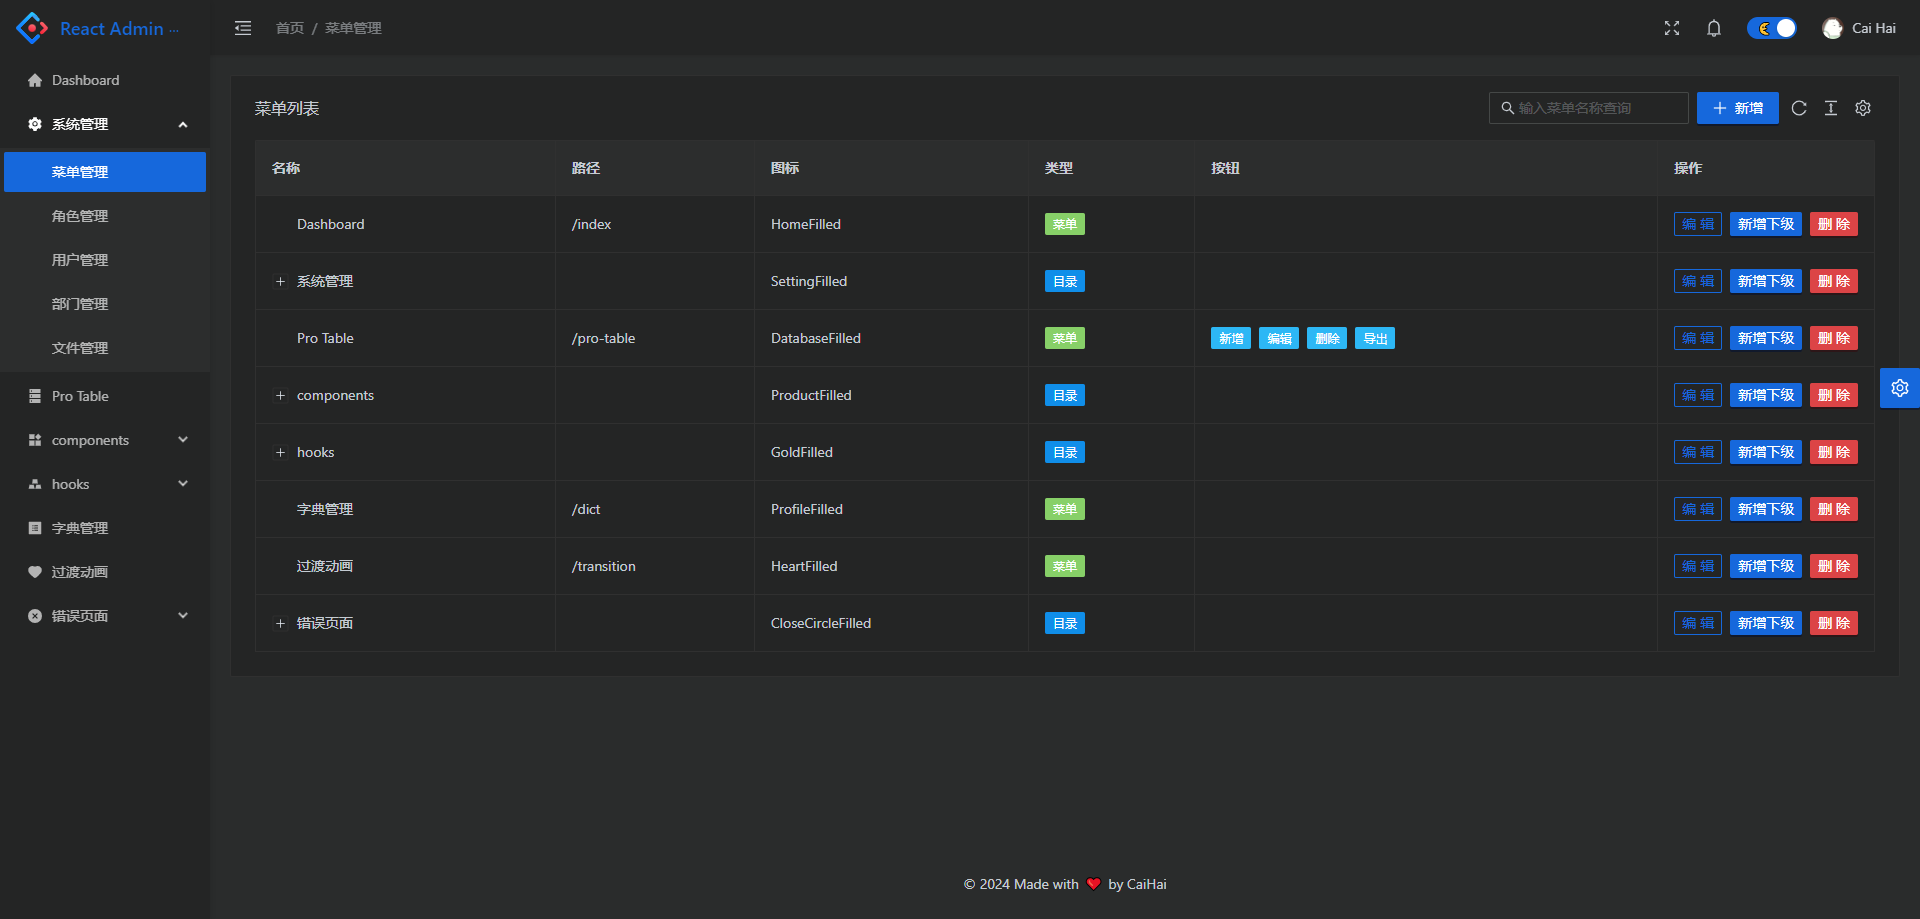 React Admin ...
首页 / 菜单管理
Cai Hai
Dashboard
系统管理
菜单管理
角色管理
用户管理
部门管理
文件管理
Pro Table
components
hooks
字典管理
过渡动画
错误页面
菜单列表
输入菜单名称查询
新增
名称 路径 图标 类型 按钮 操作
Dashboard /index HomeFilled 菜单 编辑 新增下级 删除
系统管理 SettingFilled 目录 编辑 新增下级 删除
Pro Table /pro-table DatabaseFilled 菜单 新增 编辑 删除 导出 编辑 新增下级 删除
components ProductFilled 目录 编辑 新增下级 删除
hooks GoldFilled 目录 编辑 新增下级 删除
字典管理 /dict ProfileFilled 菜单 编辑 新增下级 删除
过渡动画 /transition HeartFilled 菜单 编辑 新增下级 删除
错误页面 CloseCircleFilled 目录 编辑 新增下级 删除
© 2024 Made with ❤ by CaiHai